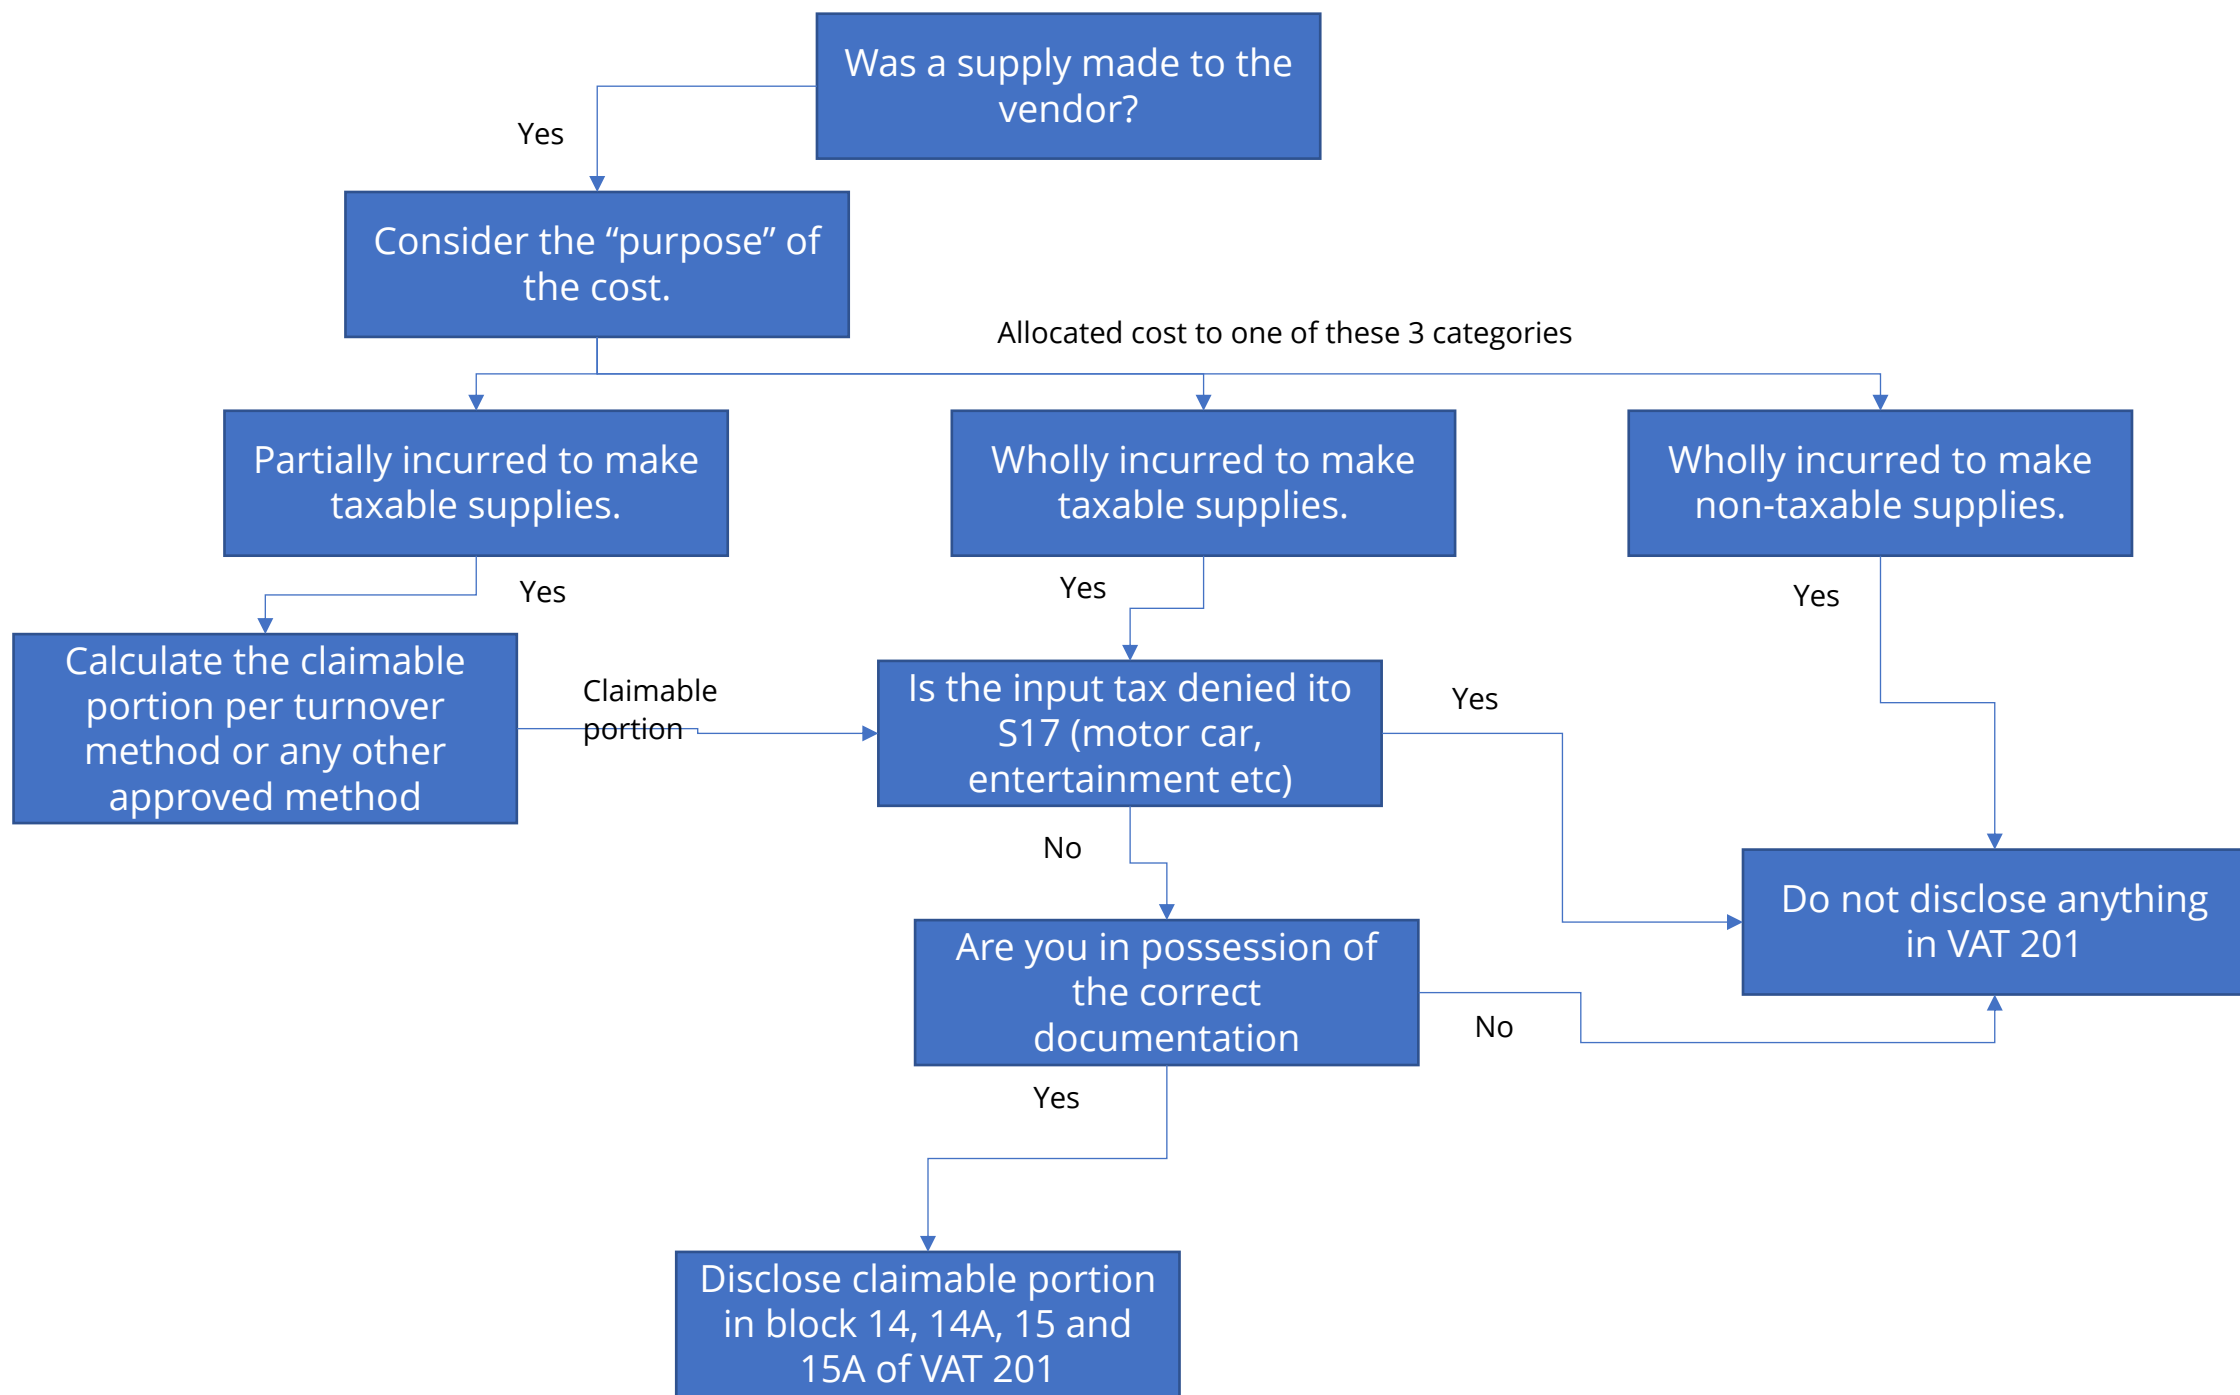 Was a supply made to the
vendor?
Yes
Consider the “purpose” of
the cost.
Allocated cost to one of these 3 categories
Partially incurred to make
taxable supplies.
Wholly incurred to make
taxable supplies.
Wholly incurred to make
non-taxable supplies.
Yes
Yes
Yes
Calculate the claimable
portion per turnover
method or any other
approved method
Claimable
portion
Is the input tax denied ito
S17 (motor car,
entertainment etc)
Yes
No
Do not disclose anything
in VAT 201
Are you in possession of
the correct
documentation
No
Yes
Disclose claimable portion
in block 14, 14A, 15 and
15A of VAT 201